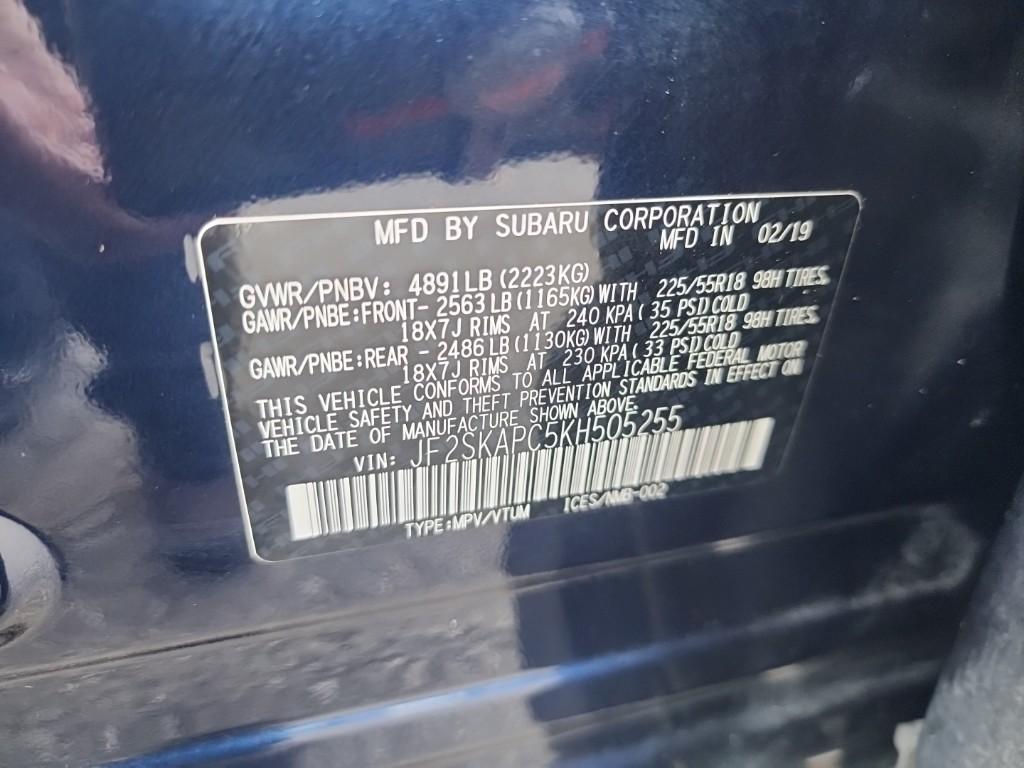 MFD BY SUBARU CORPORATION
MFD IN 02/19
GVWR/PNBV: 4891LB(2223KG)
GAWR/PNBE:FRONT- 2563LB(1165KG)WITH 225/55R18 98H TIRES,
18X7J RIMS AT 240 KPA( 35 PSI)COLD
GAWR/PNBE:REAR - 2486LB(1130KG)WITH 225/55R18 98H TIRES,
18X7J RIMS AT 230 KPA( 33 PSI)COLD
THIS VEHICLE CONFORMS TO ALL APPLICABLE FEDERAL MOTOR
VEHICLE SAFETY AND THEFT PREVENTION STANDARDS IN EFFECT ON
THE DATE OF MANUFACTURE SHOWN ABOVE.
VIN: JF2SKAPC5KH505255
TYPE:MPV/VTUM ICES/NMB-002